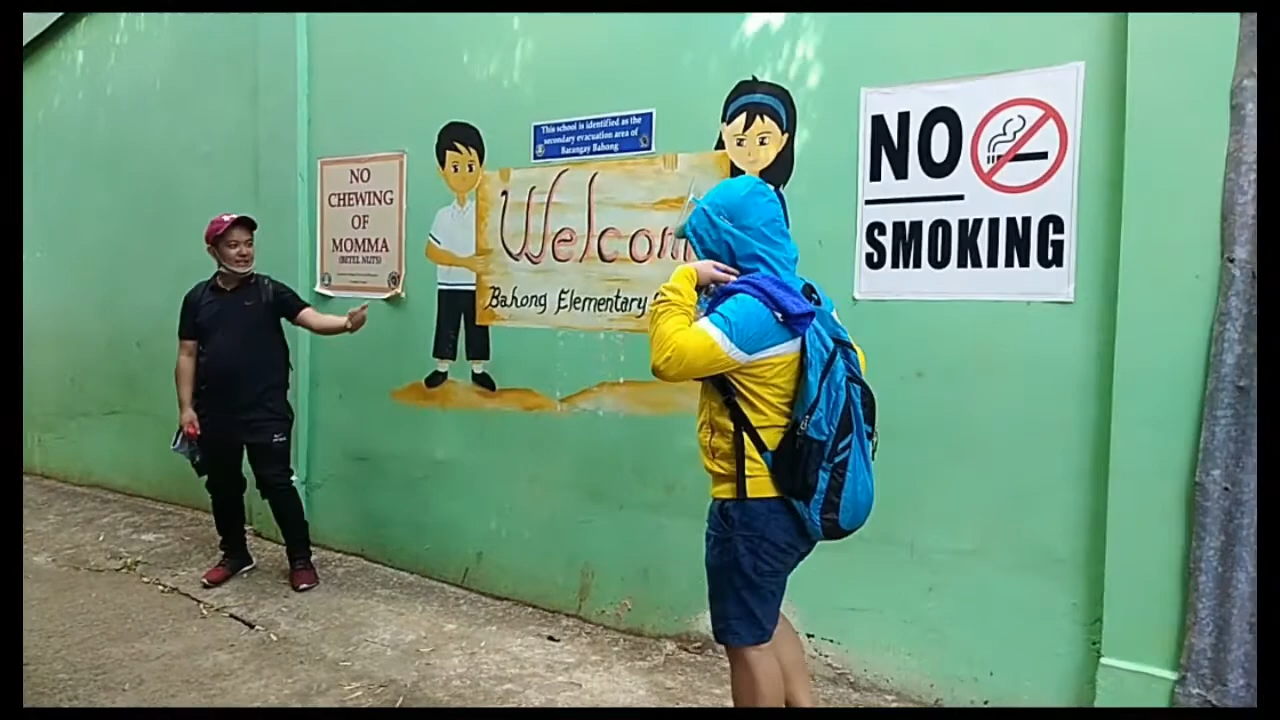 NO
CHEWING
OF
MOMMA
(BETEL NUTS)
This school is identified as the
secondary evacuation area of
Barangay Bahong
Welcom
Bahong Elementary
NO
SMOKING